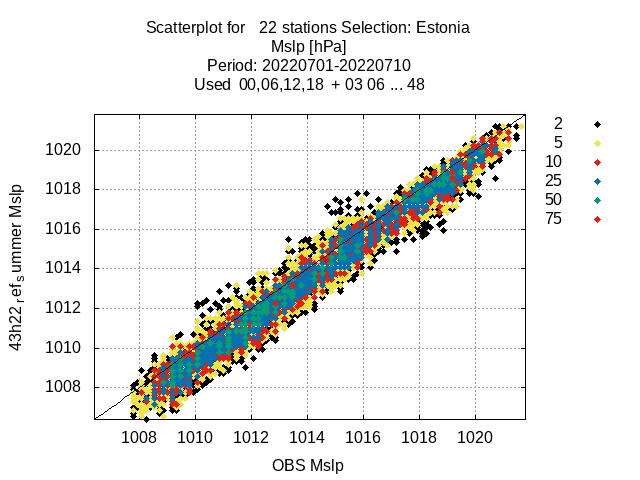 Scatterplot for 22 stations Selection: Estonia
Mslp [hPa]
Period: 20220701-20220710
Used 00,06,12,18 + 03 06 ... 48
2
5
10
25
50
75
1020
1018
1016
1014
1012
1010
1008
43h22refsummer Mslp
1008 1010 1012 1014 1016 1018 1020
OBS Mslp